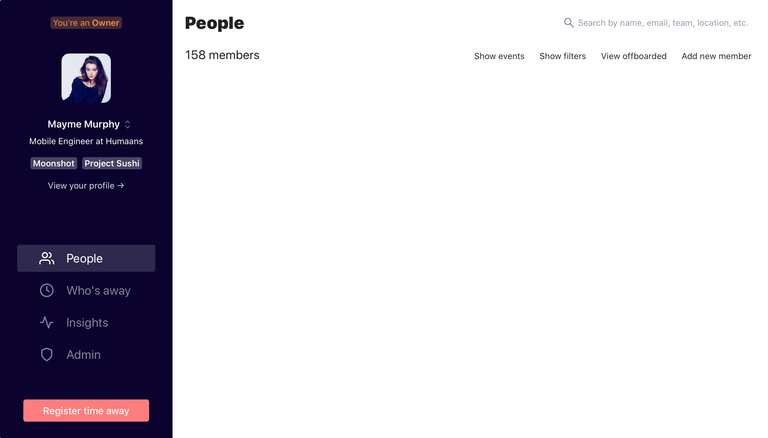 You're an Owner
Mayme Murphy
Mobile Engineer at Humaans
Moonshot Project Sushi
View your profile →
People
Who's away
Insights
Admin
Register time away
People
Search by name, email, team, location, etc.
158 members
Show events Show filters View offboarded Add new member